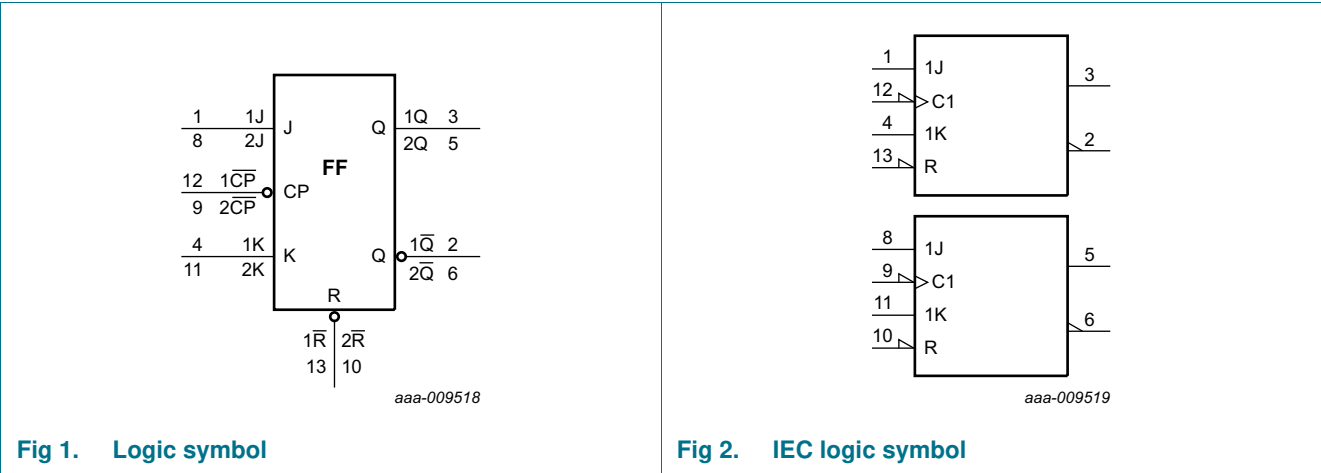 1 1J J Q 1Q 3
8 2J 2Q 5
FF
12 1C̅P̅ CP
9 2C̅P̅
4 1K K Q 1Q̅ 2
11 2K 2Q̅ 6
R
1R̅ 2R̅
13 10
aaa-009518
Fig 1. Logic symbol
1 1J 3
12 C1
4 1K 2
13 R
8 1J 5
9 C1
11 1K 6
10 R
aaa-009519
Fig 2. IEC logic symbol